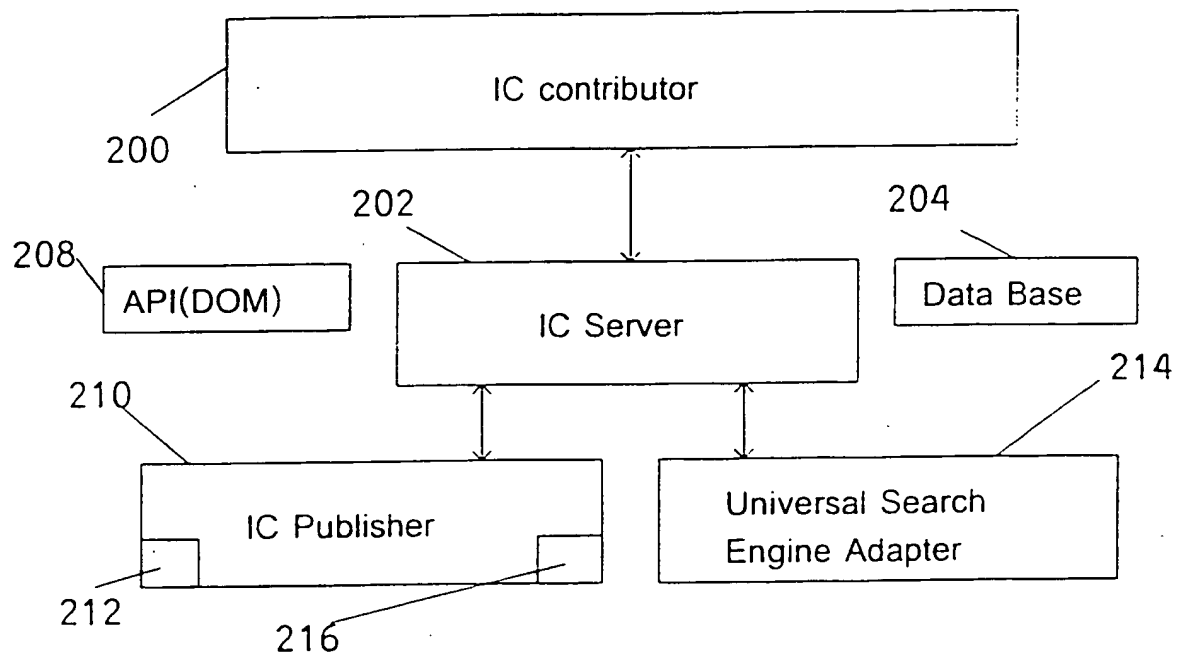 IC contributor
200
202
204
208
API(DOM)
IC Server
Data Base
210
214
IC Publisher
Universal Search
Engine Adapter
212
216